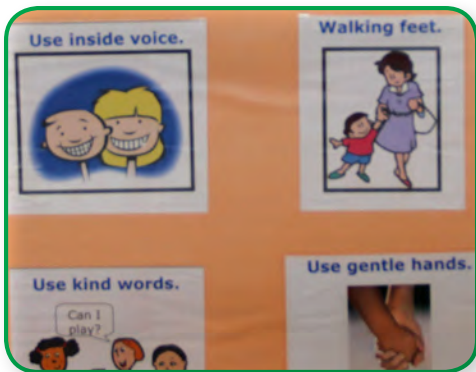 Use inside voice.
Walking feet.
Use kind words.
Can I
play?
Use gentle hands.